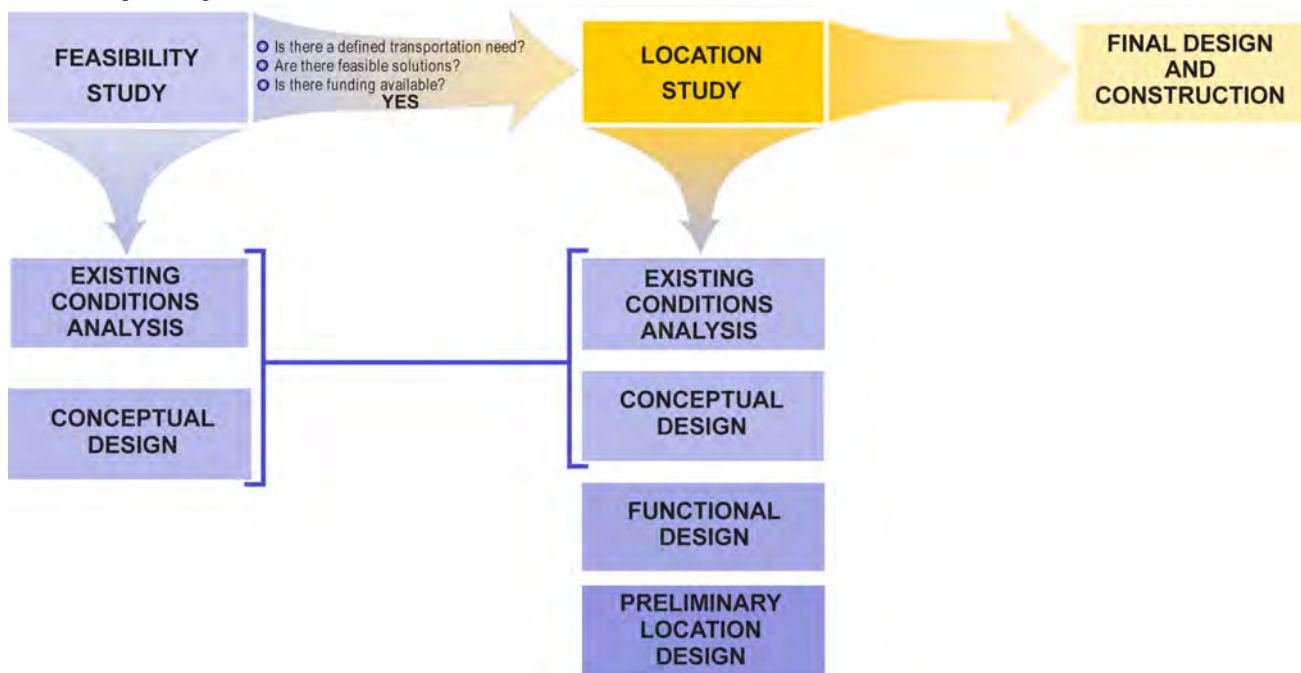 FEASIBILITY
STUDY
Is there a defined transportation need?
Are there feasible solutions?
Is there funding available?
YES
LOCATION
STUDY
FINAL DESIGN
AND
CONSTRUCTION
EXISTING
CONDITIONS
ANALYSIS
CONCEPTUAL
DESIGN
EXISTING
CONDITIONS
ANALYSIS
CONCEPTUAL
DESIGN
FUNCTIONAL
DESIGN
PRELIMINARY
LOCATION
DESIGN